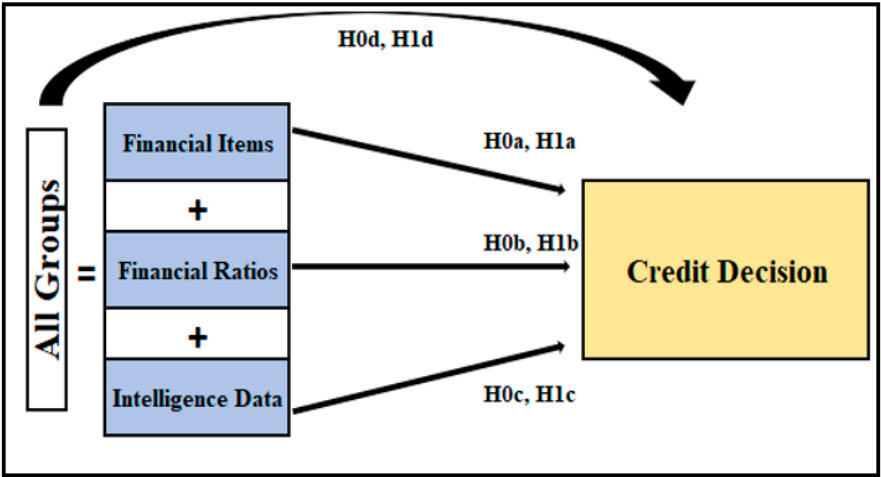 H0d, H1d
All Groups
=
Financial Items
+
Financial Ratios
+
Intelligence Data
H0a, H1a
H0b, H1b
H0c, H1c
Credit Decision